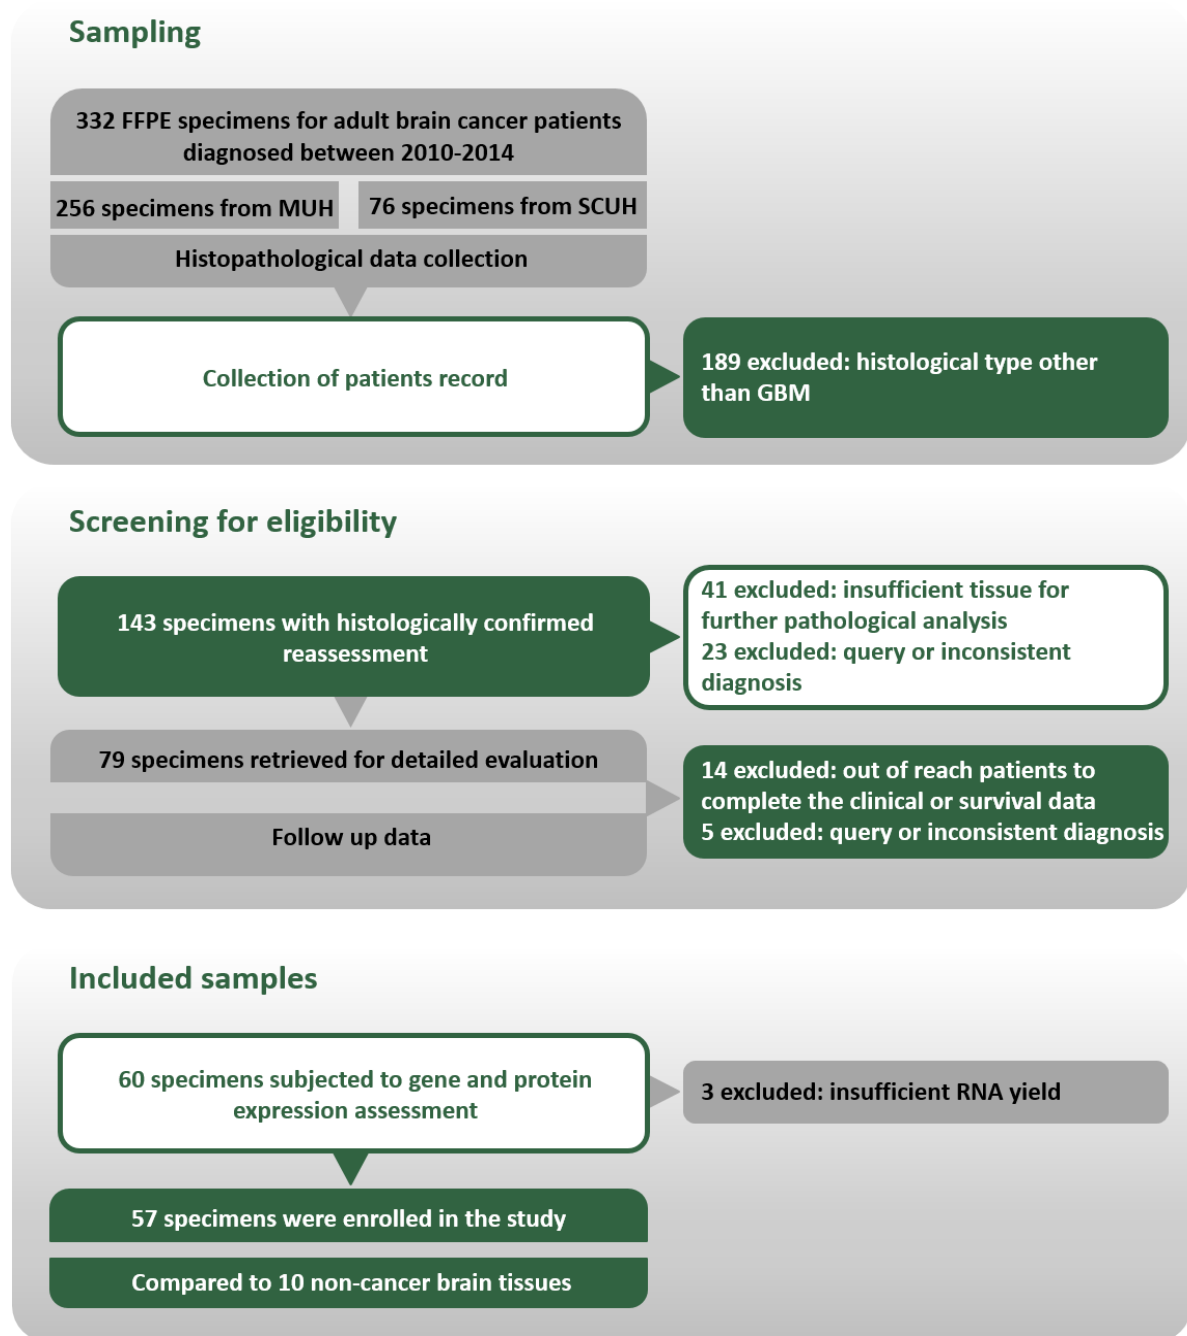 Sampling
332 FFPE specimens for adult brain cancer patients
diagnosed between 2010-2014
256 specimens from MUH
76 specimens from SCUH
Histopathological data collection
Collection of patients record
189 excluded: histological type other
than GBM
Screening for eligibility
143 specimens with histologically confirmed
reassessment
41 excluded: insufficient tissue for
further pathological analysis
23 excluded: query or inconsistent
diagnosis
79 specimens retrieved for detailed evaluation
Follow up data
14 excluded: out of reach patients to
complete the clinical or survival data
5 excluded: query or inconsistent diagnosis
Included samples
60 specimens subjected to gene and protein
expression assessment
3 excluded: insufficient RNA yield
57 specimens were enrolled in the study
Compared to 10 non-cancer brain tissues